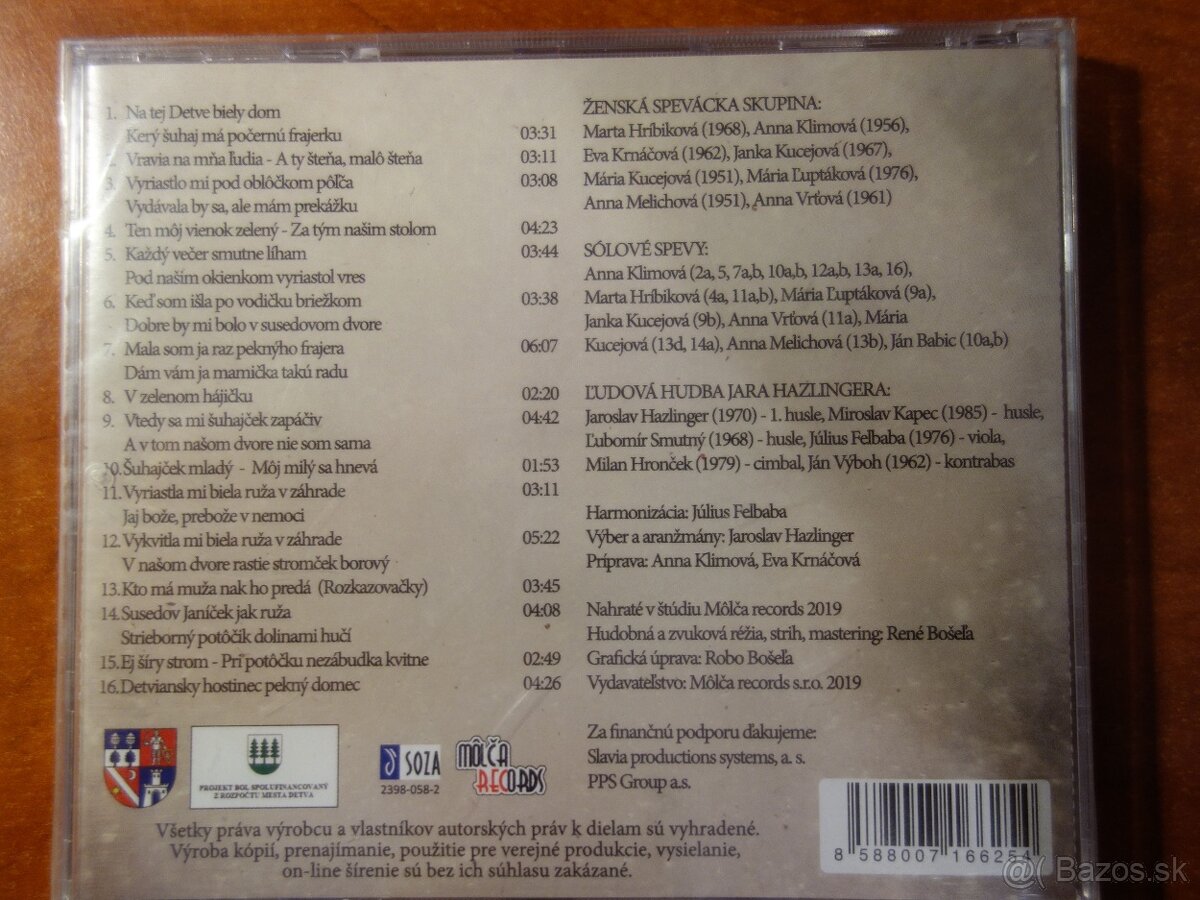 1. Na tej Detve biely dom
Kerý šuhaj má počernú frajerku 03:31
2. Vravia na mňa ľudia - A ty šteňa, malô šteňa 03:11
3. Vyriastlo mi pod oblôčkom pôľča 03:08
Vydávala by sa, ale mám prekážku
4. Ten môj vienok zelený - Za tým našim stolom 04:23
5. Každý večer smutne líham 03:44
Pod naším okienkom vyriastol vres
6. Keď som išla po vodičku briežkom 03:38
Dobre by mi bolo v susedovom dvore
7. Mala som ja raz peknýho frajera 06:07
Dám vám ja mamička takú radu
8. V zelenom hájičku 02:20
9. Vtedy sa mi šuhajček zapáčiv 04:42
A v tom našom dvore nie som sama
10. Šuhajček mladý - Môj milý sa hnevá 01:53
11. Vyriastla mi biela ruža v záhrade 03:11
Jaj bože, prebože v nemoci
12. Vykvitla mi biela ruža v záhrade 05:22
V našom dvore rastie stromček borový
13. Kto má muža nak ho predá (Rozkazovačky) 03:45
14. Susedov Janíček jak ruža 04:08
Strieborný potôčik dolinami hučí
15. Ej šíry strom - Pri potôčku nezábudka kvitne 02:49
16. Detviansky hostinec pekný domec 04:26
ŽENSKÁ SPEVÁCKA SKUPINA:
Marta Hríbiková (1968), Anna Klimová (1956),
Eva Krnáčová (1962), Janka Kucejová (1967),
Mária Kucejová (1951), Mária Ľuptáková (1976),
Anna Melichová (1951), Anna Vrťová (1961)
SÓLOVÉ SPEVY:
Anna Klimová (2a, 5, 7a,b, 10a,b, 12a,b, 13a, 16),
Marta Hríbiková (4a, 11a,b), Mária Ľuptáková (9a),
Janka Kucejová (9b), Anna Vrťová (11a), Mária
Kucejová (13d, 14a), Anna Melichová (13b), Ján Babic (10a,b)
ĽUDOVÁ HUDBA JARA HAZLINGERA:
Jaroslav Hazlinger (1970) - 1. husle, Miroslav Kapec (1985) - husle,
Ľubomír Smutný (1968) - husle, Július Feľbaba (1976) - viola,
Milan Hronček (1979) - cimbal, Ján Výboh (1962) - kontrabas
Harmonizácia: Július Felbaba
Výber a aranžmány: Jaroslav Hazlinger
Príprava: Anna Klimová, Eva Krnáčová
Nahraté v štúdiu Môlča records 2019
Hudobná a zvuková réžia, strih, mastering: René Bošeľa
Grafická úprava: Robo Bošeľa
Vydavateľstvo: Môlča records s.r.o. 2019
Za finančnú podporu ďakujeme:
Slavia productions systems, a. s.
PPS Group a.s.
PROJEKT BOL SPOLUFINANCOVANÝ
Z ROZPOČTU MESTA DETVA
SOZA
2398-058-2
MÔLČA
RECORDS
Všetky práva výrobcu a vlastníkov autorských práv k dielam sú vyhradené.
Výroba kópií, prenajímanie, použitie pre verejné produkcie, vysielanie,
on-line šírenie sú bez ich súhlasu zakázané.
8 588007 166254
@( Bazos.sk